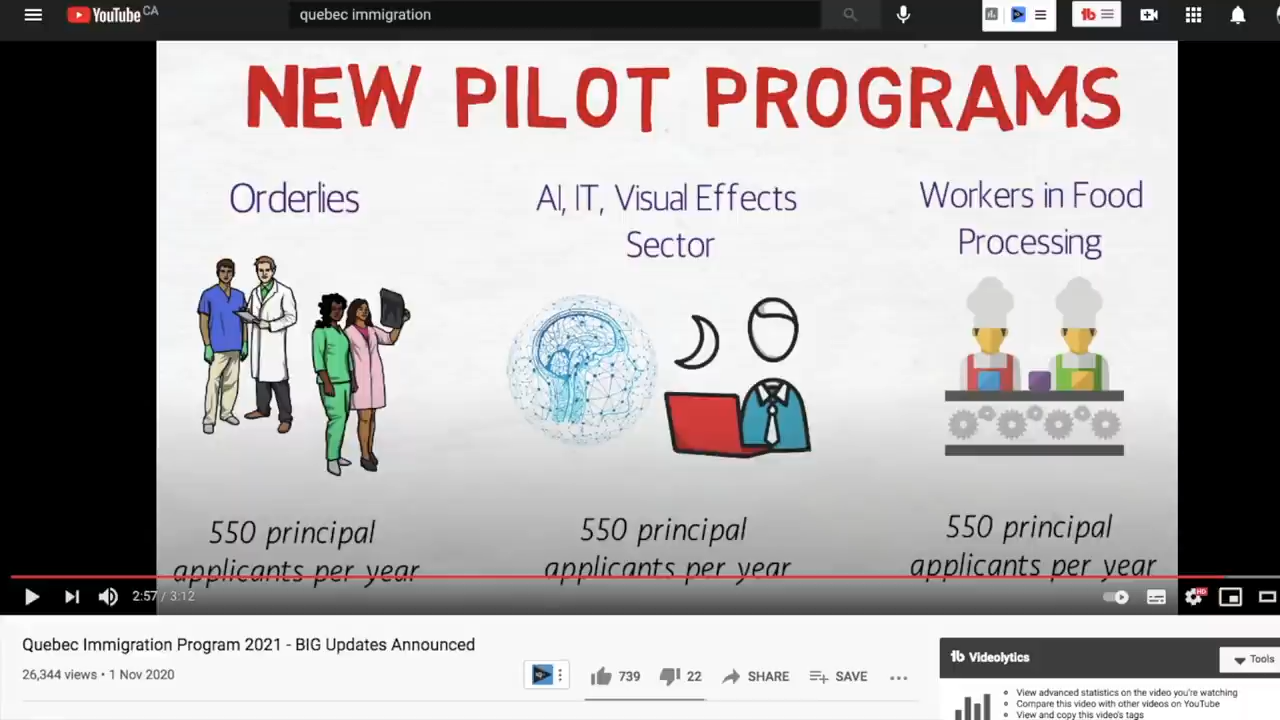 YouTube CA
quebec immigration
NEW PILOT PROGRAMS
Orderlies
AI, IT, Visual Effects
Sector
Workers in Food
Processing
550 principal
applicants per year
550 principal
applicants per year
550 principal
applicants per year
2:57 / 3:12
HD
Quebec Immigration Program 2021 - BIG Updates Announced
26,344 views • 1 Nov 2020
739
22
SHARE
SAVE
tb Videolytics
Tools
View advanced statistics on the video you're watching
Compare this video with other videos on YouTube
View and copy this video's tags